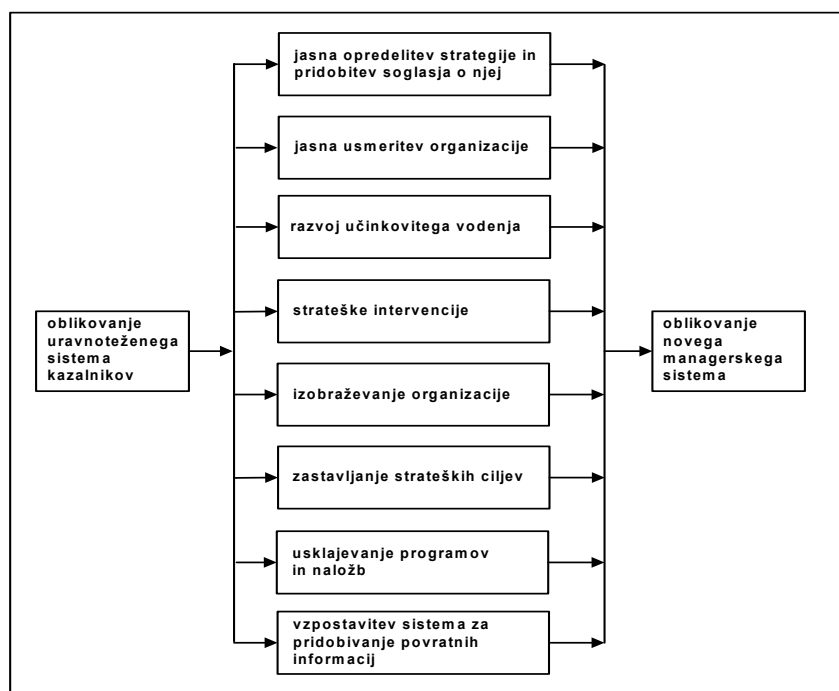 jasna opredelitev strategije in
pridobitev soglasja o njej
jasna usmeritev organizacije
razvoj učinkovitega vodenja
strateške intervencije
oblikovanje
uravnoteženega
sistema
kazalnikov
oblikovanje
novega
managerskega
sistema
izobraževanje organizacije
zastavljanje strateških ciljev
usklajevanje programov
in naložb
vzpostavitev sistema za
pridobivanje povratnih
informacij